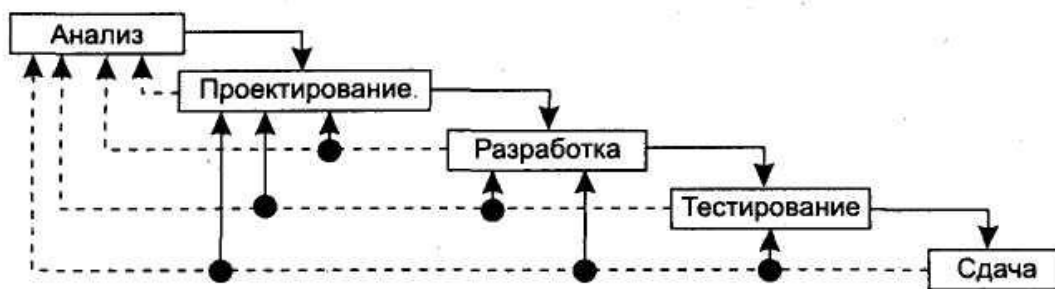 Анализ
Проектирование.
Разработка
Тестирование
Сдача